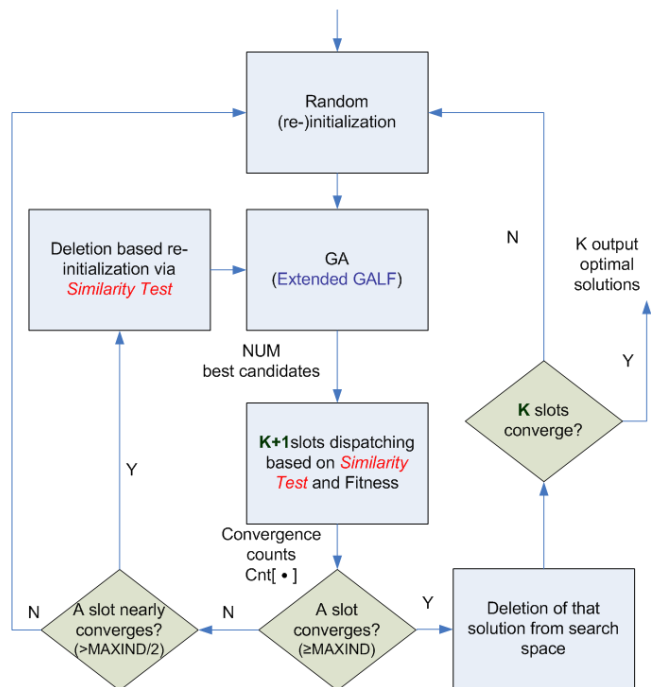 Random
(re-)initialization
Deletion based re-
initialization via
Similarity Test
GA
(Extended GALF)
N
K output
optimal
solutions
NUM
best candidates
Y
K slots
converge?
K+1slots dispatching
based on Similarity
Test and Fitness
Y
Convergence
counts
Cnt[ • ]
N
A slot nearly
converges?
(>MAXIND/2)
N
A slot
converges?
(≥MAXIND)
Y
Deletion of that
solution from search
space